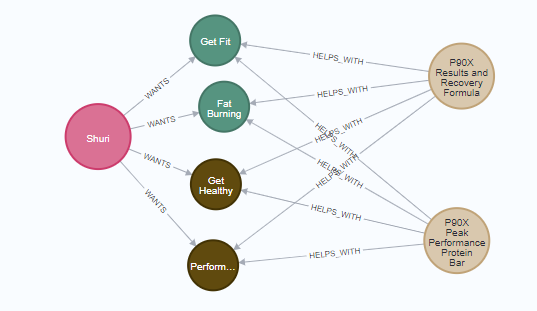 Get Fit
HELPS_WITH
P90X
Results and
Recovery
Formula
WANTS
HELPS_WITH
Fat
Burning
Shuri
WANTS
HELPS_WITH
HELPS_WITH
WANTS
Get
Healthy
HELPS_WITH
HELPS_WITH
WANTS
HELPS_WITH
P90X
Peak
Performance
Protein
Bar
Perform...
HELPS_WITH